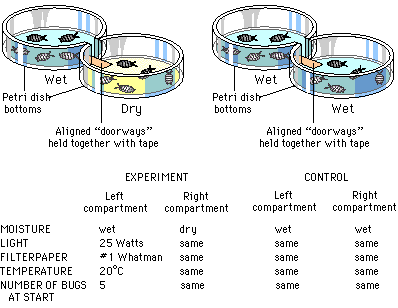 Wet
Petri dish
bottoms
Dry
Aligned “doorways”
held together with tape
Wet
Petri dish
bottoms
Wet
Aligned “doorways”
held together with tape
EXPERIMENT CONTROL
Left Right Left Right
compartment compartment compartment compartment
MOISTURE wet dry wet wet
LIGHT 25 Watts same same same
FILTERPAPER #1 Whatman same same same
TEMPERATURE 20°C same same same
NUMBER OF BUGS 5 same same same
AT START